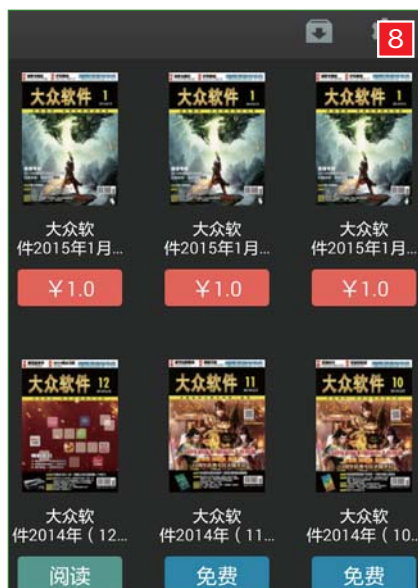 8
大众软件 1
大众软件 1
大众软件 1
大众软
件2015年1月...
大众软
件2015年1月...
大众软
件2015年1月...
￥1.0
￥1.0
￥1.0
大众软件 12
大众软件 11
大众软件 10
大众软
件2014年（12...
大众软
件2014年（11...
大众软
件2014年（10...
阅读
免费
免费